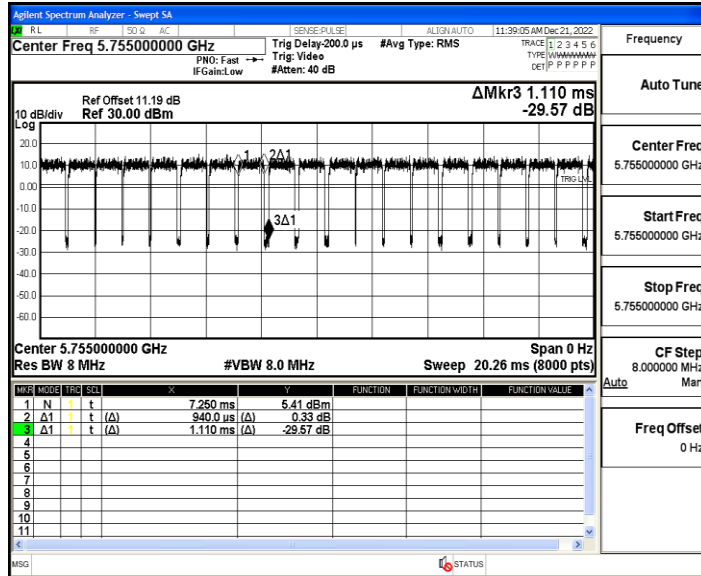 Agilent Spectrum Analyzer - Swept SA
LXI RL RF 50 Ω AC SENSE:PULSE ALIGNAUTO 11:39:05 AM Dec 21, 2022
Center Freq 5.755000000 GHz
PNO: Fast
IFGain:Low
Trig Delay-200.0 µs
Trig: Video
#Atten: 40 dB
#Avg Type: RMS
TRACE 1 2 3 4 5 6
TYPE WWWWWW
DET P P P P P P
ΔMkr3 1.110 ms
-29.57 dB
Ref Offset 11.19 dB
10 dB/div Ref 30.00 dBm
Log
20.0
10.0
0.00
-10.0
-20.0
-30.0
-40.0
-50.0
-60.0
1
2Δ1
TRIG LVL
3Δ1
Center 5.755000000 GHz Span 0 Hz
Res BW 8 MHz #VBW 8.0 MHz Sweep 20.26 ms (8000 pts)
MKR MODE TRC SCL X Y FUNCTION FUNCTION WIDTH FUNCTION VALUE
1 N 1 t 7.250 ms 5.41 dBm
2 Δ1 1 t (Δ) 940.0 µs (Δ) 0.33 dB
3 Δ1 1 t (Δ) 1.110 ms (Δ) -29.57 dB
4
5
6
7
8
9
10
11
MSG STATUS
Frequency
Auto Tune
Center Freq
5.755000000 GHz
Start Freq
5.755000000 GHz
Stop Freq
5.755000000 GHz
CF Step
8.000000 MHz
Auto Man
Freq Offset
0 Hz